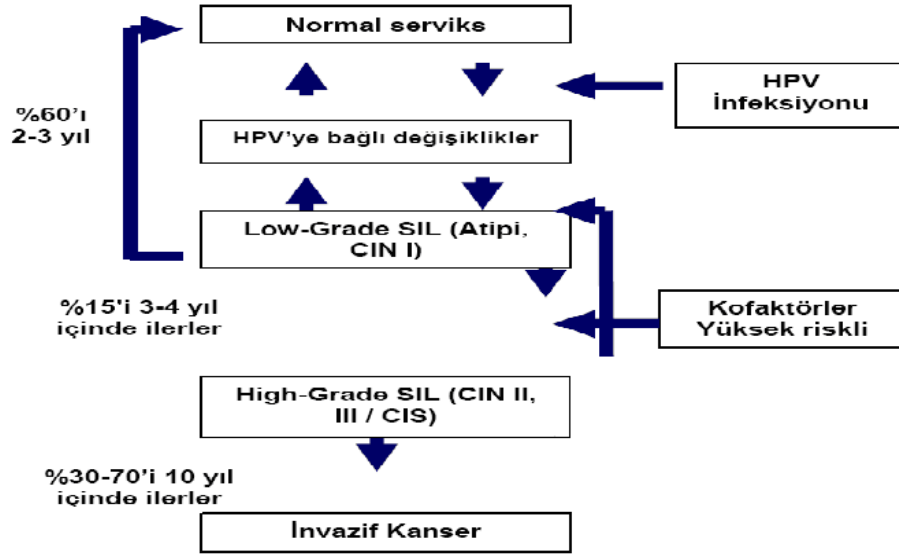 Normal serviks
HPV
İnfeksiyonu
%60'ı
2-3 yıl
HPV'ye bağlı değişiklikler
Low-Grade SIL (Atipi,
CIN I)
%15'i 3-4 yıl
içinde ilerler
Kofaktörler
Yüksek riskli
High-Grade SIL (CIN II,
III / CIS)
%30-70'i 10 yıl
içinde ilerler
İnvazif Kanser